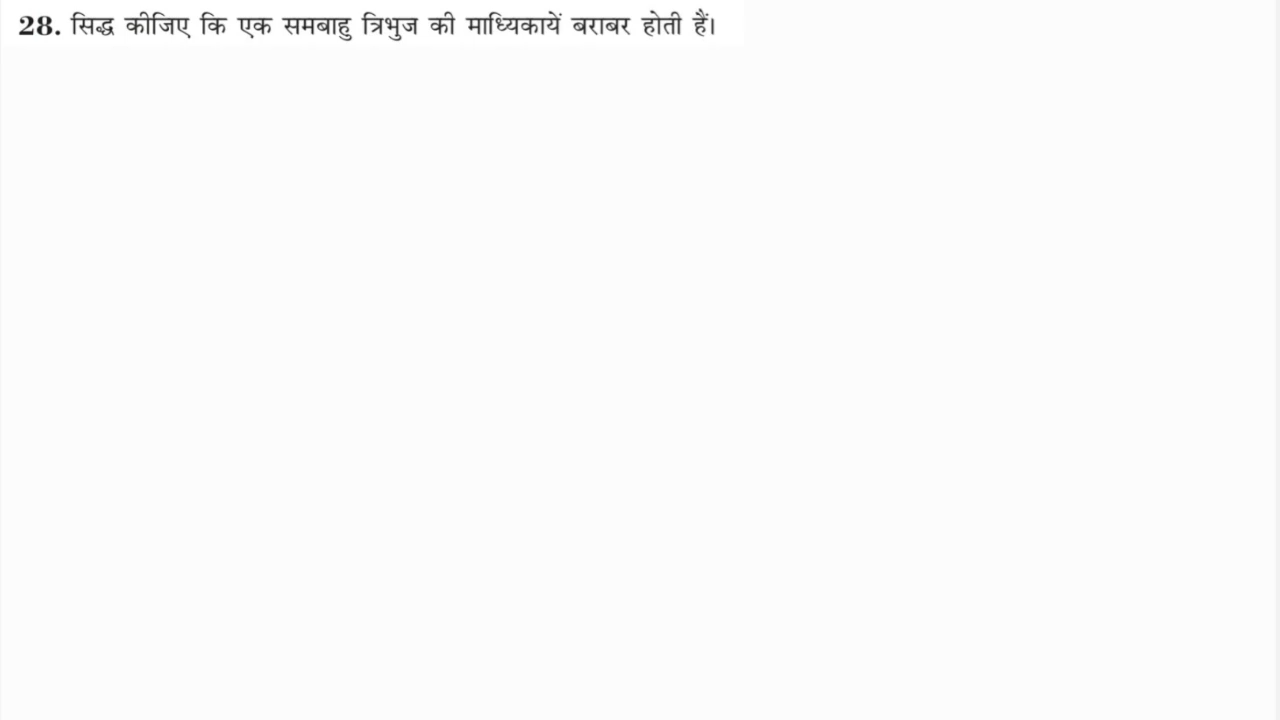 28. सिद्ध कीजिए कि एक समबाहु त्रिभुज की माध्यिकायें बराबर होती हैं।